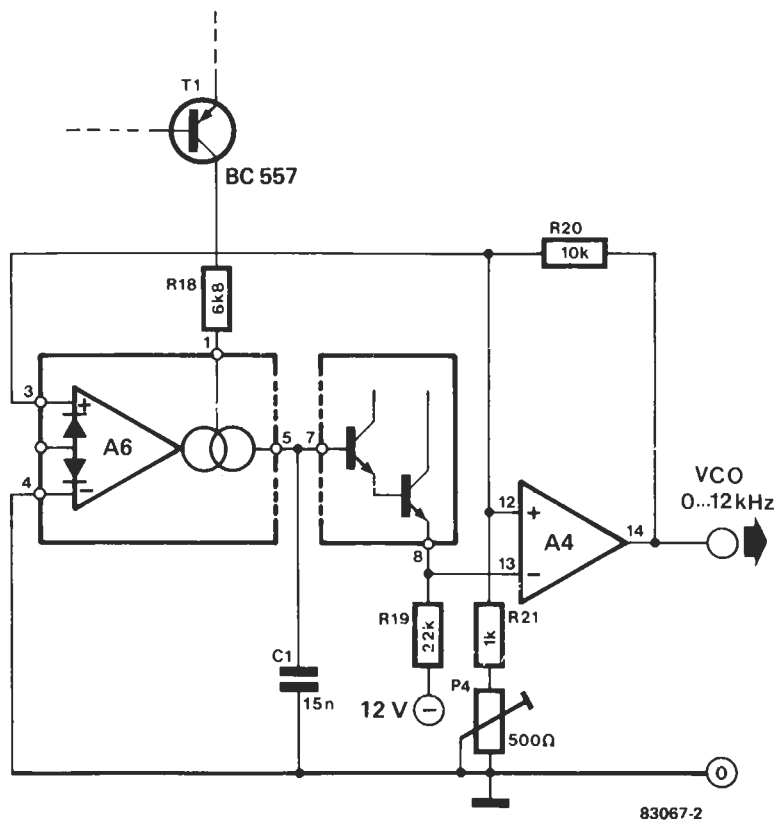 T1
BC 557
R20
10k
R18
6k8
1
3
+
A6
4
−
5
7
8
12
+
A4
13
−
14
VCO
0...12kHz
R19
22k
R21
1k
C1
15n
12 V
−
P4
500Ω
0
83067-2